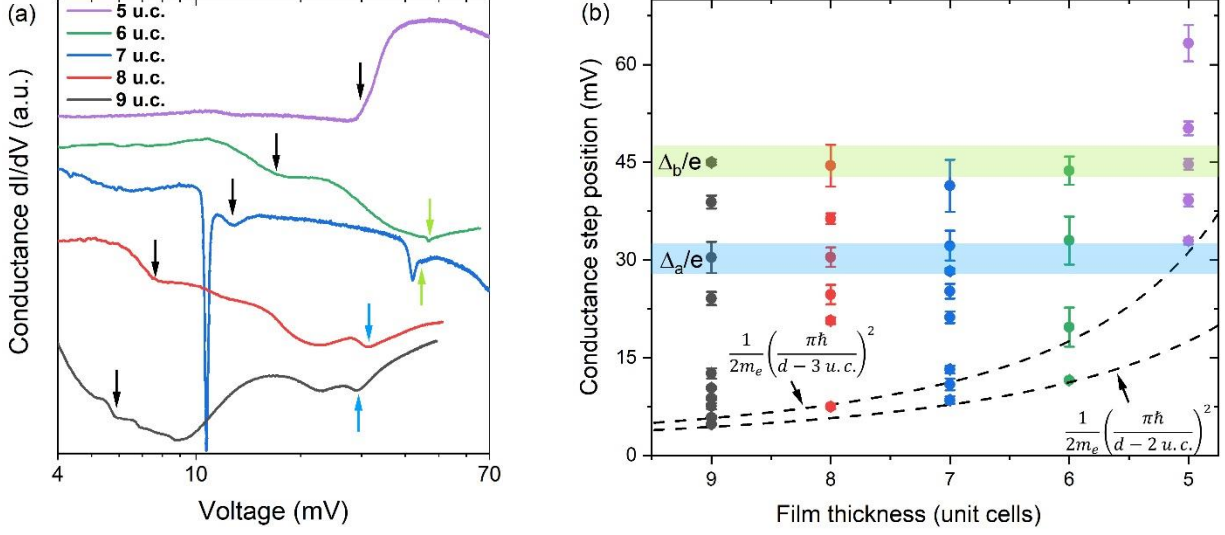 (a)
5 u.c.
6 u.c.
7 u.c.
8 u.c.
9 u.c.
Conductance dI/dV (a.u.)
4
10
70
Voltage (mV)
(b)
Conductance step position (mV)
60
45
30
15
0
Δb/e
Δa/e
1/2mₑ (πħ/d − 3 u.c.)²
1/2mₑ (πħ/d − 2 u.c.)²
9
8
7
6
5
Film thickness (unit cells)